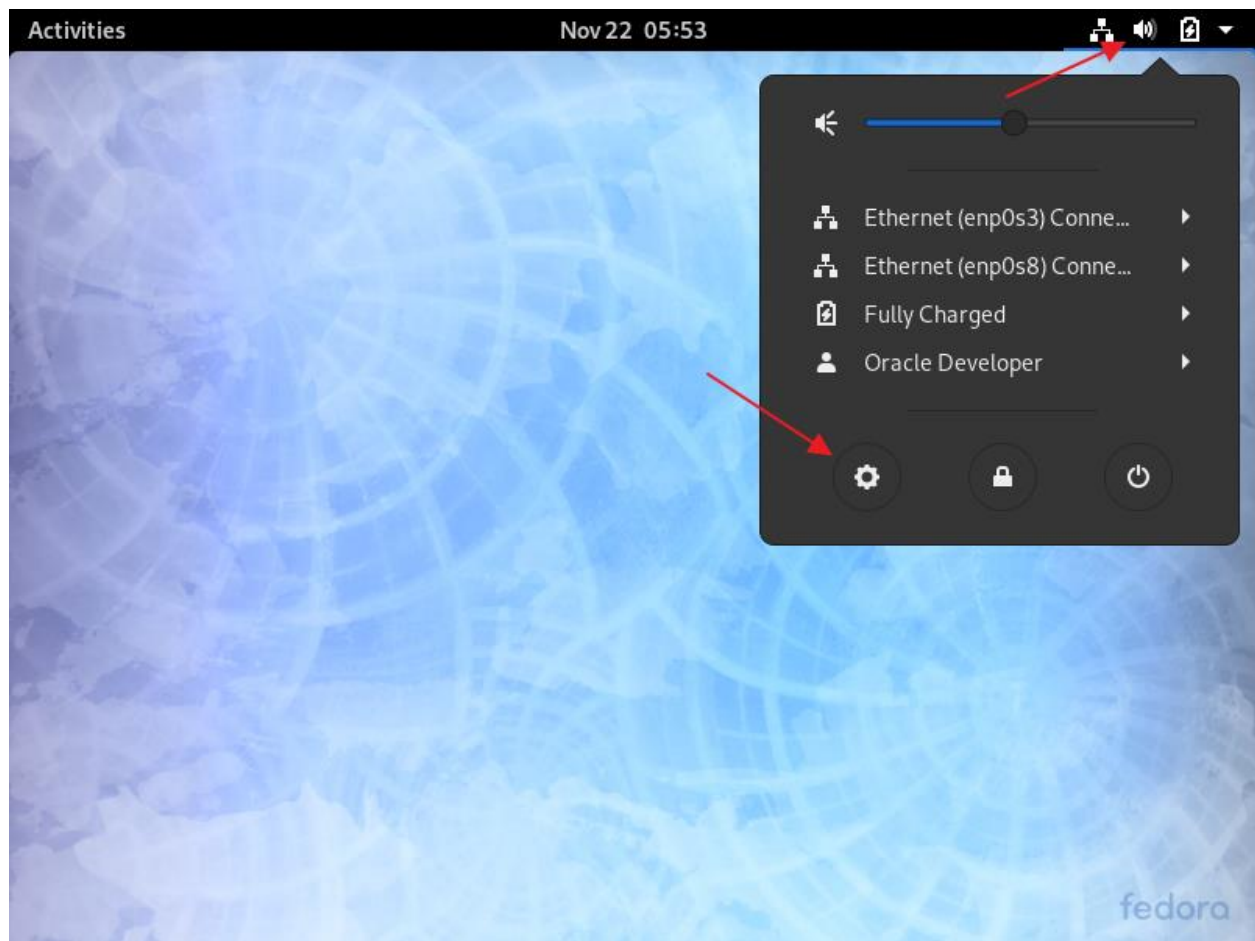 Activities
Nov 22 05:53
Ethernet (enp0s3) Conne...
Ethernet (enp0s8) Conne...
Fully Charged
Oracle Developer
fedora